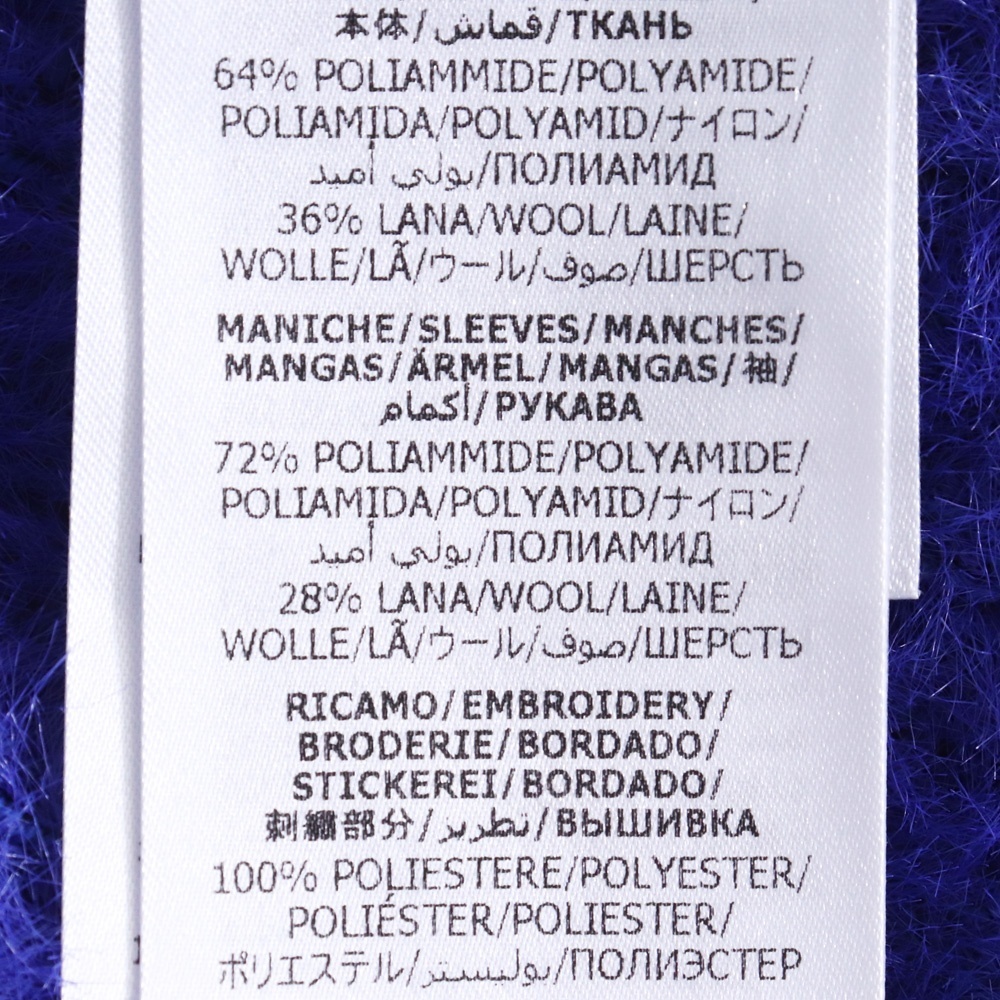 本体/قماش/ТКАНЬ
64% POLIAMMIDE/POLYAMIDE/
POLIAMIDA/POLYAMID/ナイロン/
بولي أميد/ПОЛИАМИД
36% LANA/WOOL/LAINE/
WOLLE/LÃ/ウール/صوف/ШЕРСТЬ
MANICHE/SLEEVES/MANCHES/
MANGAS/ÄRMEL/MANGAS/袖/
أكمام/РУКАВА
72% POLIAMMIDE/POLYAMIDE/
POLIAMIDA/POLYAMID/ナイロン/
بولي أميد/ПОЛИАМИД
28% LANA/WOOL/LAINE/
WOLLE/LÃ/ウール/صوف/ШЕРСТЬ
RICAMO/EMBROIDERY/
BRODERIE/BORDADO/
STICKEREI/BORDADO/
刺繍部分/تطريز/ВЫШИВКА
100% POLIESTERE/POLYESTER/
POLIÉSTER/POLIESTER/
ポリエステル/بوليستر/ПОЛИЭСТЕР